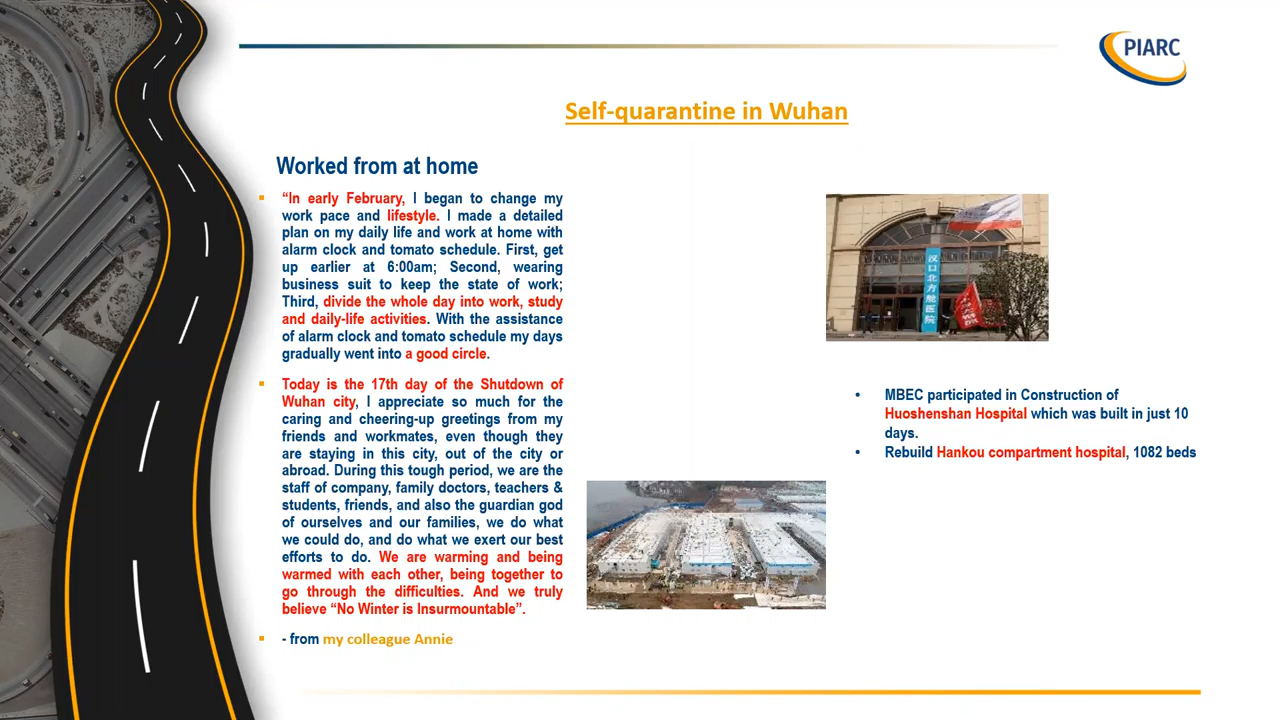 PIARC
Self-quarantine in Wuhan
Worked from at home
“In early February, I began to change my
work pace and lifestyle. I made a detailed
plan on my daily life and work at home with
alarm clock and tomato schedule. First, get
up earlier at 6:00am; Second, wearing
business suit to keep the state of work;
Third, divide the whole day into work, study
and daily-life activities. With the assistance
of alarm clock and tomato schedule my days
gradually went into a good circle.
Today is the 17th day of the Shutdown of
Wuhan city, I appreciate so much for the
caring and cheering-up greetings from my
friends and workmates, even though they
are staying in this city, out of the city or
abroad. During this tough period, we are the
staff of company, family doctors, teachers &
students, friends, and also the guardian god
of ourselves and our families, we do what
we could do, and do what we exert our best
efforts to do. We are warming and being
warmed with each other, being together to
go through the difficulties. And we truly
believe “No Winter is Insurmountable”.
- from my colleague Annie
汉口北方舱医院
• MBEC participated in Construction of
Huoshenshan Hospital which was built in just 10
days.
• Rebuild Hankou compartment hospital, 1082 beds